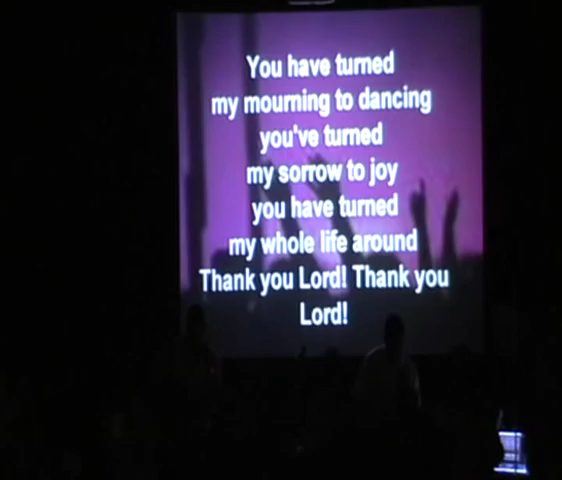 You have turned
my mourning to dancing
you've turned
my sorrow to joy
you have turned
my whole life around
Thank you Lord! Thank you
Lord!